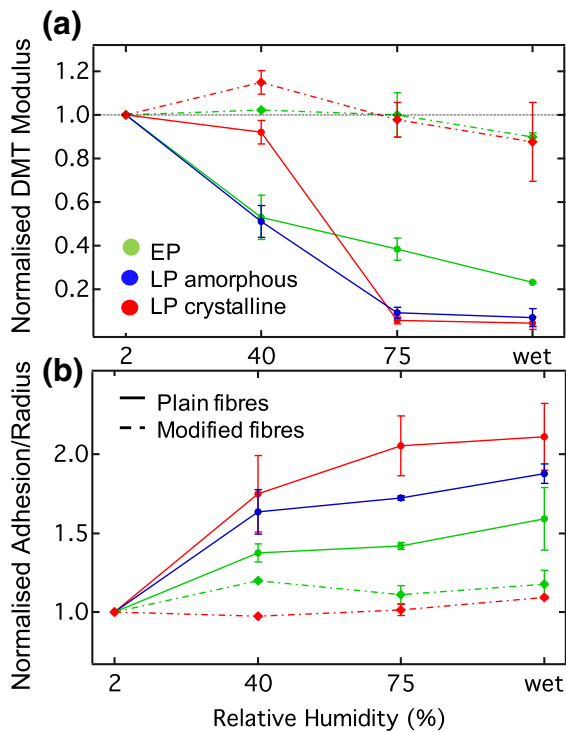 (a)
Normalised DMT Modulus
1.2
1.0
0.8
0.6
0.4
0.2
EP
LP amorphous
LP crystalline
2 40 75 wet
(b)
Normalised Adhesion/Radius
Plain fibres
Modified fibres
2.0
1.5
1.0
2 40 75 wet
Relative Humidity (%)